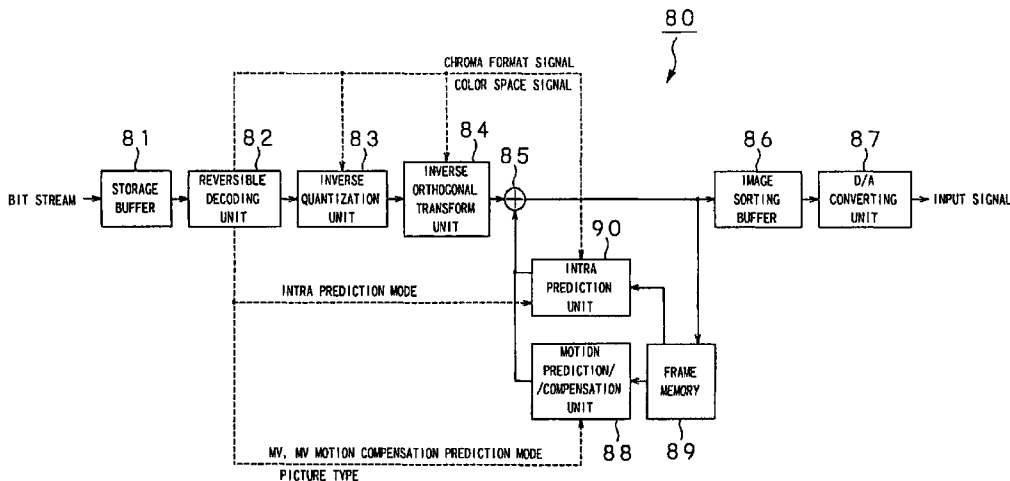 80
CHROMA FORMAT SIGNAL
COLOR SPACE SIGNAL
81
82
83
84
85
86
87
BIT STREAM
STORAGE
BUFFER
REVERSIBLE
DECODING
UNIT
INVERSE
QUANTIZATION
UNIT
INVERSE
ORTHOGONAL
TRANSFORM
UNIT
IMAGE
SORTING
BUFFER
D/A
CONVERTING
UNIT
INPUT SIGNAL
90
INTRA
PREDICTION
UNIT
INTRA PREDICTION MODE
MOTION
PREDICTION/
/COMPENSATION
UNIT
FRAME
MEMORY
88
89
MV, MV MOTION COMPENSATION PREDICTION MODE
PICTURE TYPE